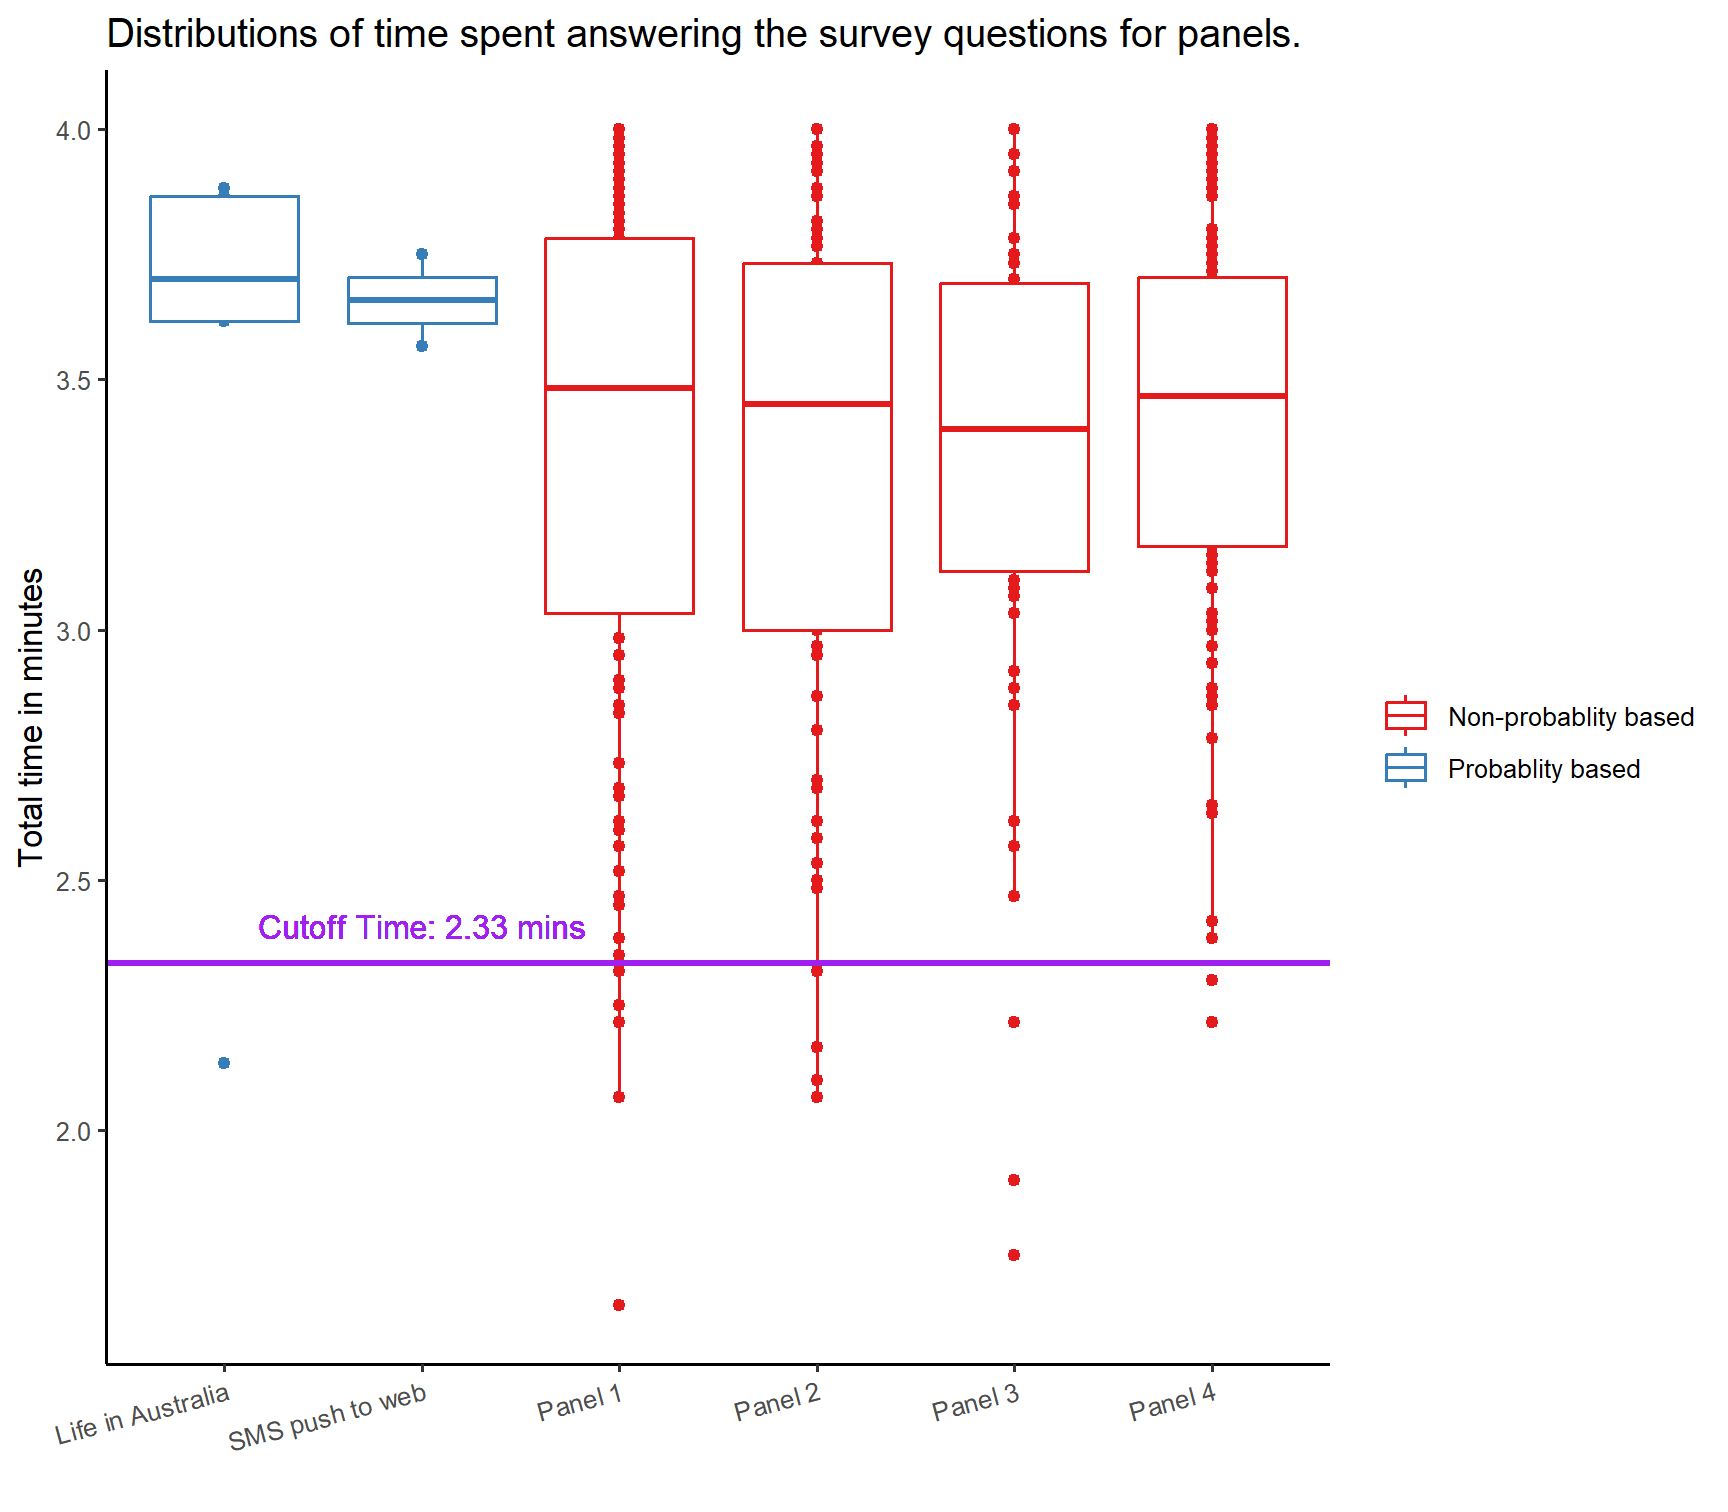 Distributions of time spent answering the survey questions for panels.
Total time in minutes
4.0
3.5
3.0
2.5
2.0
Cutoff Time: 2.33 mins
Life in Australia
SMS push to web
Panel 1
Panel 2
Panel 3
Panel 4
Non-probablity based
Probablity based